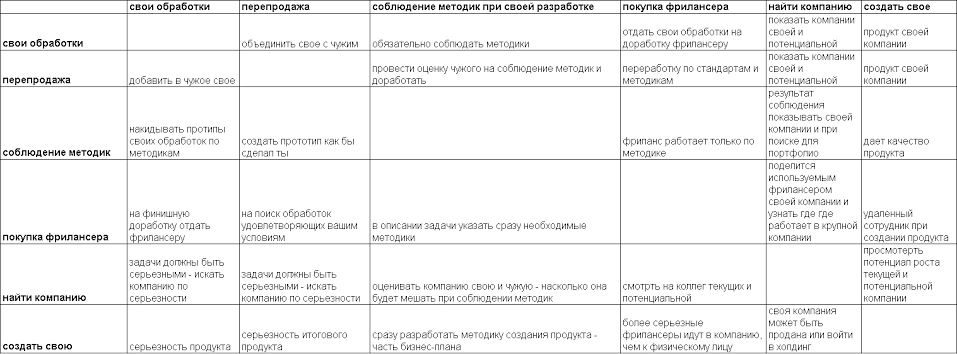 свои обработки перепродажа соблюдение методик при своей разработке покупка фрилансера найти компанию создать свое
свои обработки
объединить свое с чужим
обязательно соблюдать методики
отдать свои обработки на
доработку фрилансеру
показать компании
своей и
потенциальной
продукт своей
компании
перепродажа
добавить в чужое свое
провести оценку чужого на соблюдение методик и
доработать
переработку по стандартам и
методикам
показать компании
своей и
потенциальной
продукт своей
компании
соблюдение методик
накидывать протипы
своих обработок по
методикам
создать прототип как бы
сделал ты
фрипанс работает только по
методике
результат
соблюдения
показывать своей
компании и при
поиске для
портфолио
дает качество
продукта
покупка фрилансера
на финишную
доработку отдать
фрилансеру
на поиск обработок
удовлетворяющих вашим
условиям
в описании задачи указать сразу необходимые
методики
поделится
используемым
фрилансером
своей компании и
узнать где где
работает в крупной
компании
удаленный
сотрудник при
создании продукта
найти компанию
задачи должны быть
серьезными - искать
компанию по
серьезности
задачи должны быть
серьезными - искать
компанию по серьезности
оценивать компанию свою и чужую - насколько она
будет мешать при соблюдении методик
смотрть на коллег текущих и
потенциальной
просмотерть
потенциал роста
текущей и
потенциальной
компании
создать свою
серьезность продукта
серьезность итогового
продукта
сразу разработать методику создания продукта -
часть бизнес-плана
более серьезные
фрилансеры идут в компанию,
чем к физическому лицу
своя компания
может быть
продана или войти
в холдинг